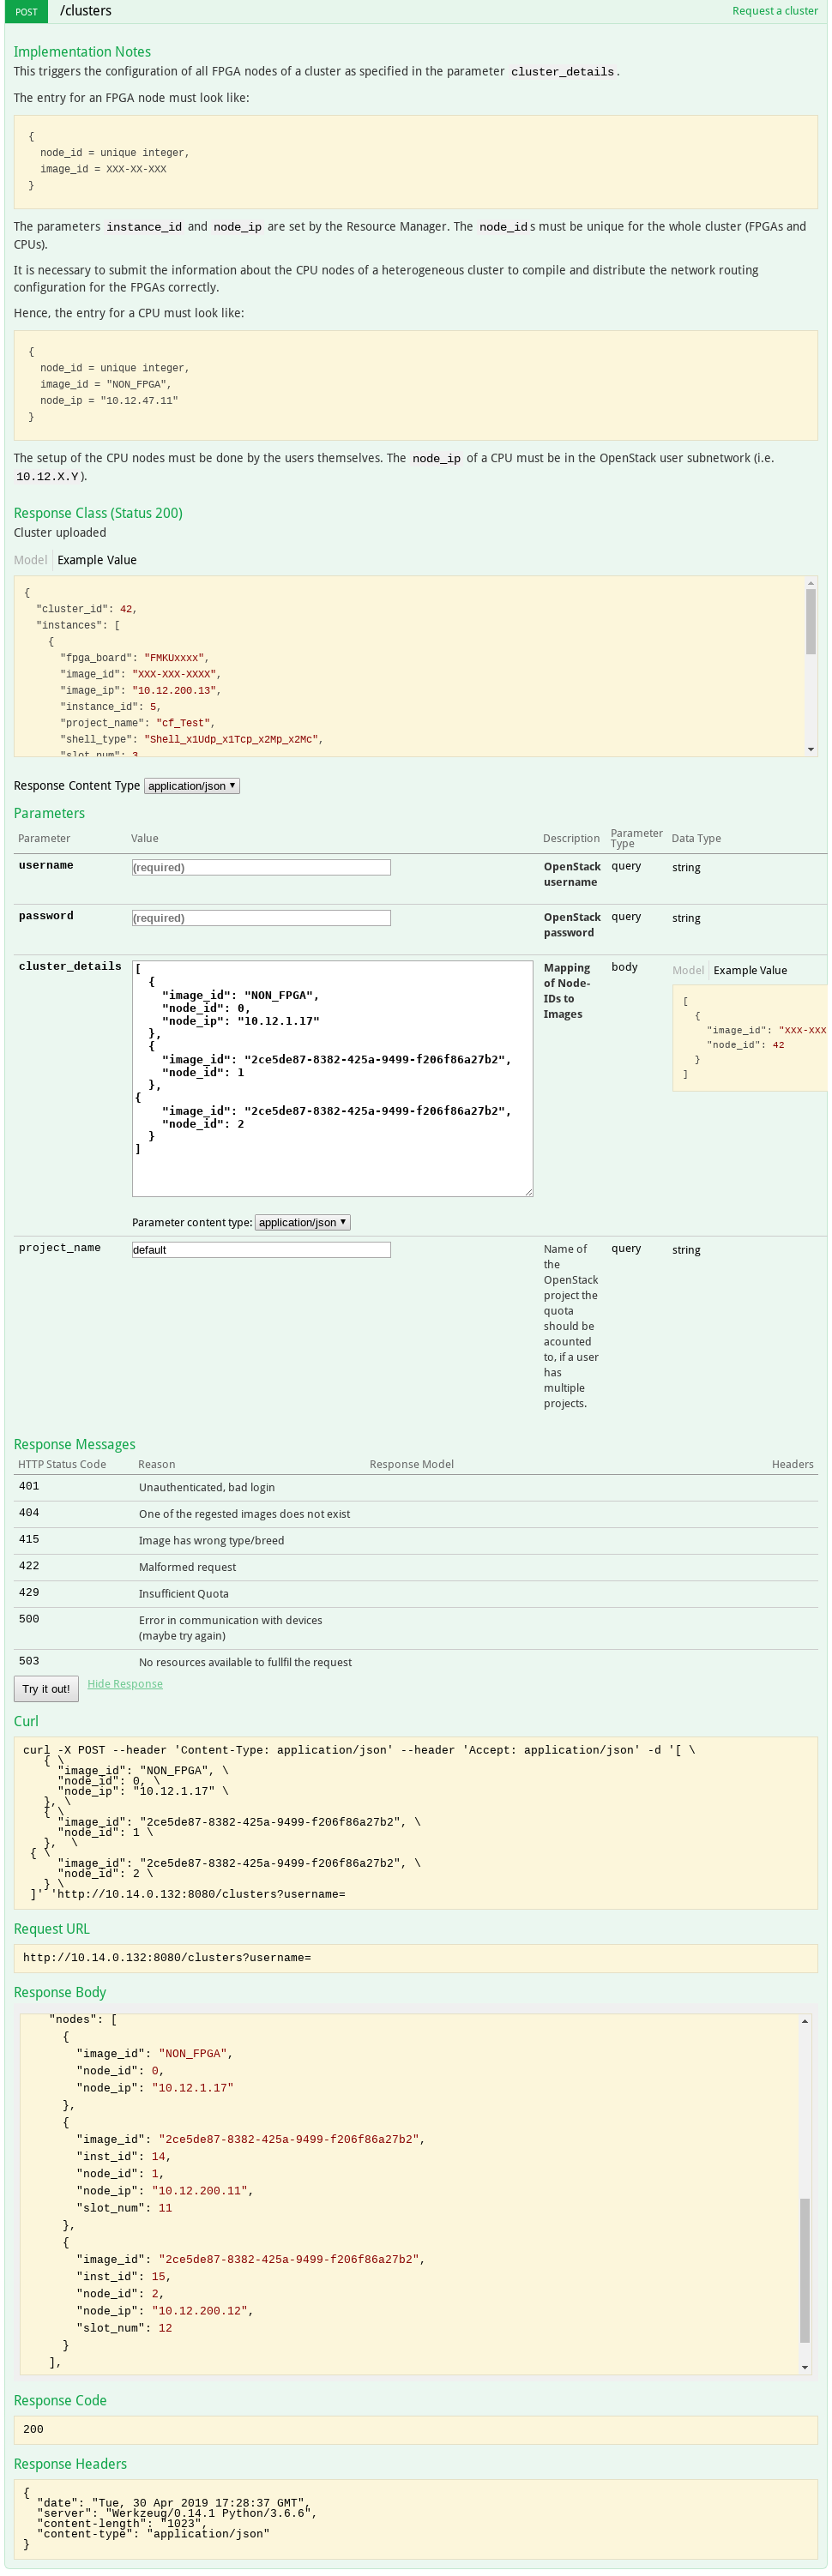 POST /clusters Request a cluster
Implementation Notes
This triggers the configuration of all FPGA nodes of a cluster as specified in the parameter cluster_details .
The entry for an FPGA node must look like:
{
  node_id = unique integer,
  image_id = XXX-XX-XXX
}
The parameters instance_id and node_ip are set by the Resource Manager. The node_id s must be unique for the whole cluster (FPGAs and
CPUs).
It is necessary to submit the information about the CPU nodes of a heterogeneous cluster to compile and distribute the network routing
configuration for the FPGAs correctly.
Hence, the entry for a CPU must look like:
{
  node_id = unique integer,
  image_id = "NON_FPGA",
  node_ip = "10.12.47.11"
}
The setup of the CPU nodes must be done by the users themselves. The node_ip of a CPU must be in the OpenStack user subnetwork (i.e.
10.12.X.Y ).
Response Class (Status 200)
Cluster uploaded
Model Example Value
{
  "cluster_id": 42,
  "instances": [
    {
      "fpga_board": "FMKUxxxx",
      "image_id": "XXX-XXX-XXXX",
      "image_ip": "10.12.200.13",
      "instance_id": 5,
      "project_name": "cf_Test",
      "shell_type": "Shell_x1Udp_x1Tcp_x2Mp_x2Mc",
      "slot_num": 3
Response Content Type application/json
Parameters
Parameter Value Description Parameter Type Data Type
username (required) OpenStack username query string
password (required) OpenStack password query string
cluster_details
[
  {
    "image_id": "NON_FPGA",
    "node_id": 0,
    "node_ip": "10.12.1.17"
  },
  {
    "image_id": "2ce5de87-8382-425a-9499-f206f86a27b2",
    "node_id": 1
  },
{
    "image_id": "2ce5de87-8382-425a-9499-f206f86a27b2",
    "node_id": 2
  }
]
Parameter content type: application/json
Mapping
of Node-
IDs to
Images
body
Model Example Value
[
  {
    "image_id": "XXX-XXX
    "node_id": 42
  }
]
project_name default
Name of
the
OpenStack
project the
quota
should be
acounted
to, if a user
has
multiple
projects.
query string
Response Messages
HTTP Status Code Reason Response Model Headers
401 Unauthenticated, bad login
404 One of the regested images does not exist
415 Image has wrong type/breed
422 Malformed request
429 Insufficient Quota
500 Error in communication with devices
(maybe try again)
503 No resources available to fullfil the request
Try it out! Hide Response
Curl
curl -X POST --header 'Content-Type: application/json' --header 'Accept: application/json' -d '[ \
   { \
     "image_id": "NON_FPGA", \
     "node_id": 0, \
     "node_ip": "10.12.1.17" \
   }, \
   { \
     "image_id": "2ce5de87-8382-425a-9499-f206f86a27b2", \
     "node_id": 1 \
   },  \
 { \
     "image_id": "2ce5de87-8382-425a-9499-f206f86a27b2", \
     "node_id": 2 \
   } \
 ]' 'http://10.14.0.132:8080/clusters?username=
Request URL
http://10.14.0.132:8080/clusters?username=
Response Body
"nodes": [
  {
    "image_id": "NON_FPGA",
    "node_id": 0,
    "node_ip": "10.12.1.17"
  },
  {
    "image_id": "2ce5de87-8382-425a-9499-f206f86a27b2",
    "inst_id": 14,
    "node_id": 1,
    "node_ip": "10.12.200.11",
    "slot_num": 11
  },
  {
    "image_id": "2ce5de87-8382-425a-9499-f206f86a27b2",
    "inst_id": 15,
    "node_id": 2,
    "node_ip": "10.12.200.12",
    "slot_num": 12
  }
],
Response Code
200
Response Headers
{
  "date": "Tue, 30 Apr 2019 17:28:37 GMT",
  "server": "Werkzeug/0.14.1 Python/3.6.6",
  "content-length": "1023",
  "content-type": "application/json"
}